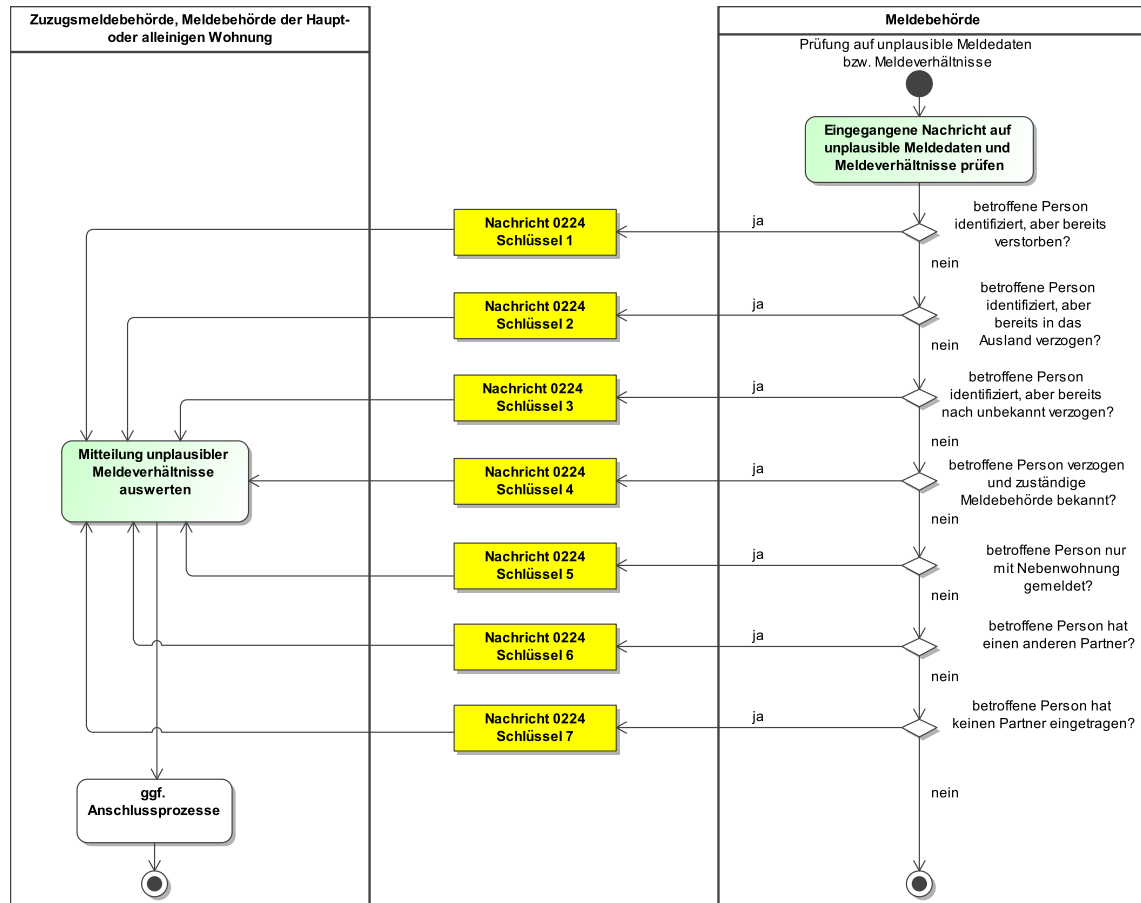 Zuzugsmeldebehörde, Meldebehörde der Haupt-
oder alleinigen Wohnung
Meldebehörde
Prüfung auf unplausible Meldedaten
bzw. Meldeverhältnisse
Eingegangene Nachricht auf
unplausible Meldedaten und
Meldeverhältnisse prüfen
betroffene Person
identifiziert, aber bereits
verstorben?
ja
Nachricht 0224
Schlüssel 1
nein
betroffene Person
identifiziert, aber
bereits in das
Ausland verzogen?
ja
Nachricht 0224
Schlüssel 2
nein
betroffene Person
identifiziert, aber bereits
nach unbekannt verzogen?
ja
Nachricht 0224
Schlüssel 3
nein
betroffene Person verzogen
und zuständige
Meldebehörde bekannt?
ja
Nachricht 0224
Schlüssel 4
nein
betroffene Person nur
mit Nebenwohnung
gemeldet?
ja
Nachricht 0224
Schlüssel 5
nein
betroffene Person hat
einen anderen Partner?
ja
Nachricht 0224
Schlüssel 6
nein
betroffene Person hat
keinen Partner eingetragen?
ja
Nachricht 0224
Schlüssel 7
nein
Mitteilung unplausibler
Meldeverhältnisse
auswerten
ggf.
Anschlussprozesse